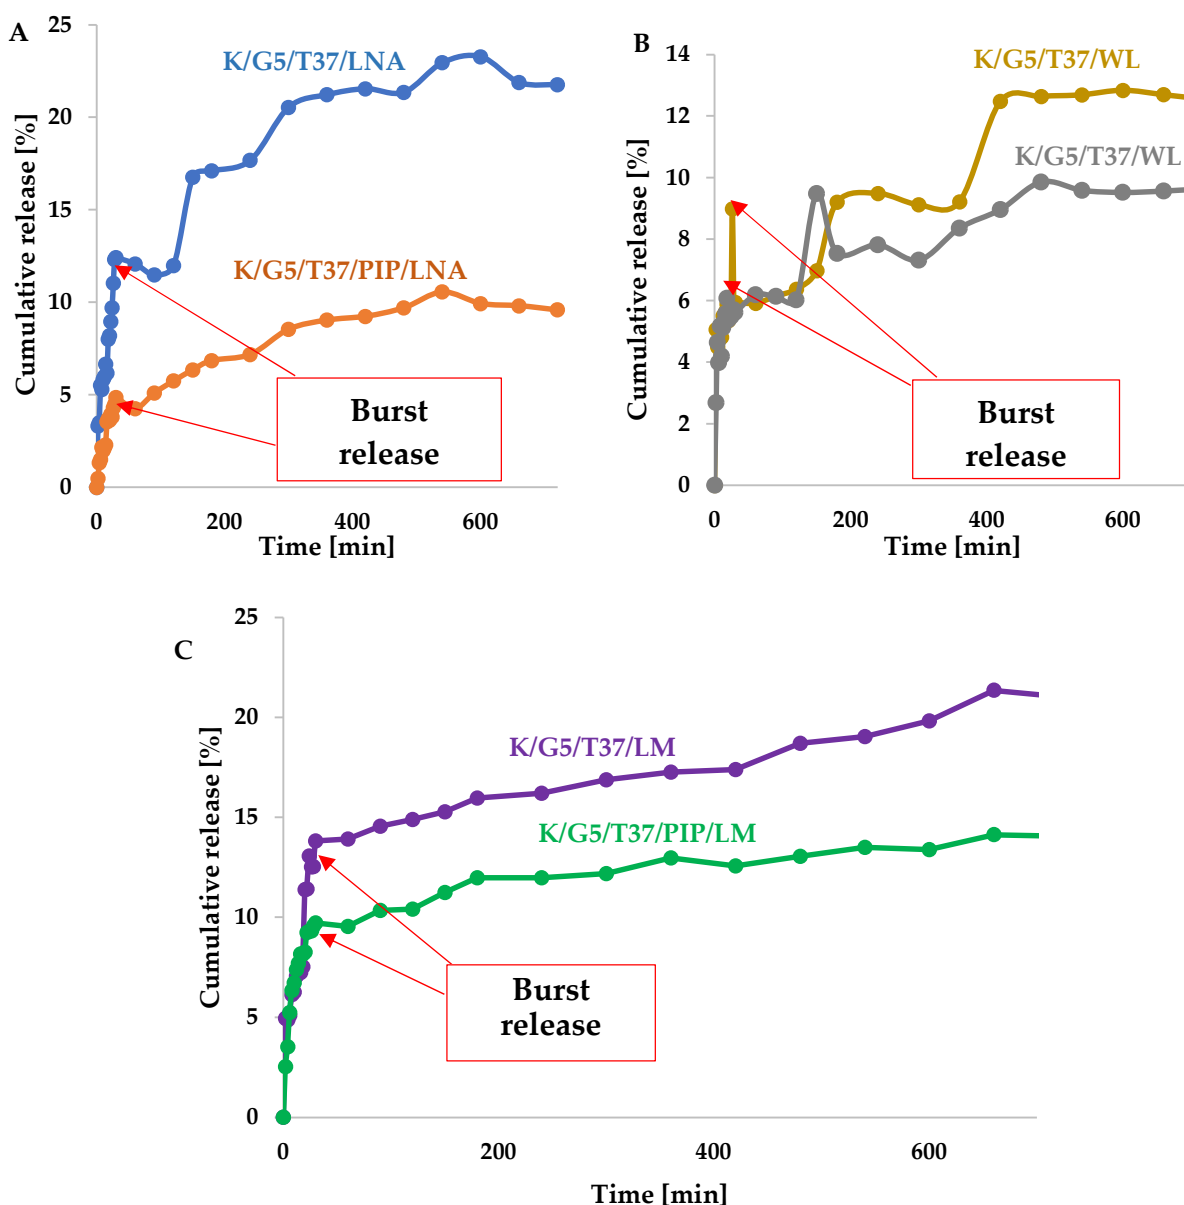 A
25
20
15
10
5
0
0
200
400
600
Cumulative release [%]
Time [min]
K/G5/T37/LNA
K/G5/T37/PIP/LNA
Burst
release
B
14
12
10
8
6
4
2
0
0
200
400
600
Cumulative release [%]
Time [min]
K/G5/T37/WL
K/G5/T37/WL
Burst
release
C
25
20
15
10
5
0
0
200
400
600
Cumulative release [%]
Time [min]
K/G5/T37/LM
K/G5/T37/PIP/LM
Burst
release